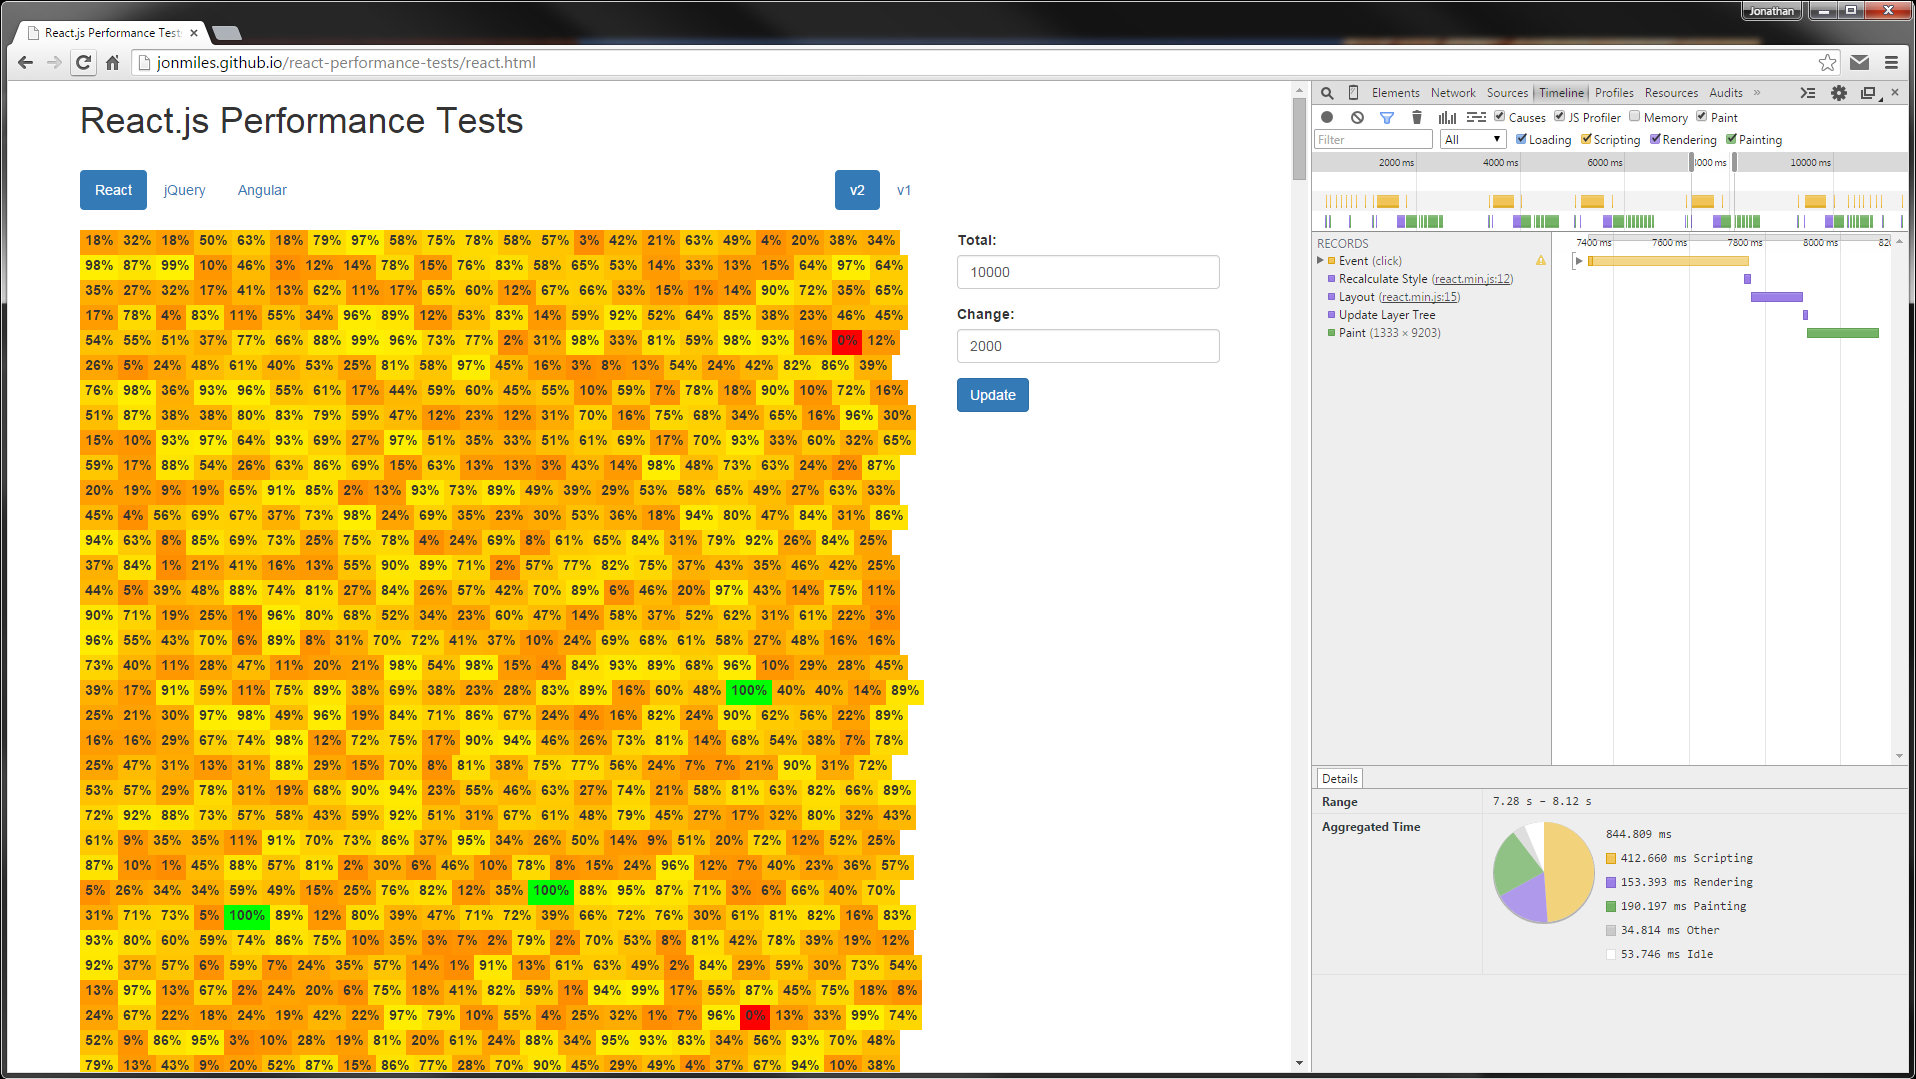 Jonathan
React.js Performance Test
jonmiles.github.io/react-performance-tests/react.html
React.js Performance Tests
React jQuery Angular v2 v1
18% 32% 18% 50% 63% 18% 79% 97% 58% 75% 78% 58% 57% 3% 42% 21% 63% 49% 4% 20% 38% 34%
98% 87% 99% 10% 46% 3% 12% 14% 78% 15% 76% 83% 58% 65% 53% 14% 33% 13% 15% 64% 97% 64%
35% 27% 32% 17% 41% 13% 62% 11% 17% 65% 60% 12% 67% 66% 33% 15% 1% 14% 90% 72% 35% 65%
17% 78% 4% 83% 11% 55% 34% 96% 89% 12% 53% 83% 14% 59% 92% 52% 64% 85% 38% 23% 46% 45%
54% 55% 51% 37% 77% 66% 88% 99% 96% 73% 77% 2% 31% 98% 33% 81% 59% 98% 93% 16% 0% 12%
26% 5% 24% 48% 61% 40% 53% 25% 81% 58% 97% 45% 16% 3% 8% 13% 54% 24% 42% 82% 86% 39%
76% 98% 36% 93% 96% 55% 61% 17% 44% 59% 60% 45% 55% 10% 59% 7% 78% 18% 90% 10% 72% 16%
51% 87% 38% 38% 80% 83% 79% 59% 47% 12% 23% 12% 31% 70% 16% 75% 68% 34% 65% 16% 96% 30%
15% 10% 93% 97% 64% 93% 69% 27% 97% 51% 35% 33% 51% 61% 69% 17% 70% 93% 33% 60% 32% 65%
59% 17% 88% 54% 26% 63% 86% 69% 15% 63% 13% 13% 3% 43% 14% 98% 48% 73% 63% 24% 2% 87%
20% 19% 9% 19% 65% 91% 85% 2% 13% 93% 73% 89% 49% 39% 29% 53% 58% 65% 49% 27% 63% 33%
45% 4% 56% 69% 67% 37% 73% 98% 24% 69% 35% 23% 30% 53% 36% 18% 94% 80% 47% 84% 31% 86%
94% 63% 8% 85% 69% 73% 25% 75% 78% 4% 24% 69% 8% 61% 65% 84% 31% 79% 92% 26% 84% 25%
37% 84% 1% 21% 41% 16% 13% 55% 90% 89% 71% 2% 57% 77% 82% 75% 37% 43% 35% 46% 42% 25%
44% 5% 39% 48% 88% 74% 81% 27% 84% 26% 57% 42% 70% 89% 6% 46% 20% 97% 43% 14% 75% 11%
90% 71% 19% 25% 1% 96% 80% 68% 52% 34% 23% 60% 47% 14% 58% 37% 52% 62% 31% 61% 22% 3%
96% 55% 43% 70% 6% 89% 8% 31% 70% 72% 41% 37% 10% 24% 69% 68% 61% 58% 27% 48% 16% 16%
73% 40% 11% 28% 47% 11% 20% 21% 98% 54% 98% 15% 4% 84% 93% 89% 68% 96% 10% 29% 28% 45%
39% 17% 91% 59% 11% 75% 89% 38% 69% 38% 23% 28% 83% 89% 16% 60% 48% 100% 40% 40% 14% 89%
25% 21% 30% 97% 98% 49% 96% 19% 84% 71% 86% 67% 24% 4% 16% 82% 24% 90% 62% 56% 22% 89%
16% 16% 29% 67% 74% 98% 12% 72% 75% 17% 90% 94% 46% 26% 73% 81% 14% 68% 54% 38% 7% 78%
25% 47% 31% 13% 31% 88% 29% 15% 70% 8% 81% 38% 75% 77% 56% 24% 7% 7% 21% 90% 31% 72%
53% 57% 29% 78% 31% 19% 68% 90% 94% 23% 55% 46% 63% 27% 74% 21% 58% 81% 63% 82% 66% 89%
72% 92% 88% 73% 57% 58% 43% 59% 92% 51% 31% 67% 61% 48% 79% 45% 27% 17% 32% 80% 32% 43%
61% 9% 35% 35% 11% 91% 70% 73% 86% 37% 95% 34% 26% 50% 14% 9% 51% 20% 72% 12% 52% 25%
87% 10% 1% 45% 88% 57% 81% 2% 30% 6% 46% 10% 78% 8% 15% 24% 96% 12% 7% 40% 23% 36% 57%
5% 26% 34% 34% 59% 49% 15% 25% 76% 82% 12% 35% 100% 88% 95% 87% 71% 3% 6% 66% 40% 70%
31% 71% 73% 5% 100% 89% 12% 80% 39% 47% 71% 72% 39% 66% 72% 76% 30% 61% 81% 82% 16% 83%
93% 80% 60% 59% 74% 86% 75% 10% 35% 3% 7% 2% 79% 2% 70% 53% 8% 81% 42% 78% 39% 19% 12%
92% 37% 57% 6% 59% 7% 24% 35% 57% 14% 1% 91% 13% 61% 63% 49% 2% 84% 29% 59% 30% 73% 54%
13% 97% 13% 67% 2% 24% 20% 6% 75% 18% 41% 82% 59% 1% 94% 99% 17% 55% 87% 45% 75% 18% 8%
24% 67% 22% 18% 24% 19% 42% 22% 97% 79% 10% 55% 4% 25% 32% 1% 7% 96% 0% 13% 33% 99% 74%
52% 9% 86% 95% 3% 10% 28% 19% 81% 20% 61% 24% 88% 34% 95% 93% 83% 34% 56% 93% 70% 48%
79% 13% 43% 9% 20% 52% 87% 15% 86% 77% 28% 70% 90% 45% 29% 49% 4% 37% 67% 94% 10% 38%
Total:
10000
Change:
2000
Update
Elements Network Sources Timeline Profiles Resources Audits »
Causes JS Profiler Memory Paint
Filter All Loading Scripting Rendering Painting
2000 ms 4000 ms 6000 ms 10000 ms
RECORDS 7400 ms 7600 ms 7800 ms 8000 ms
Event (click)
Recalculate Style (react.min.js:12)
Layout (react.min.js:15)
Update Layer Tree
Paint (1333 × 9203)
Details
Range 7.28 s – 8.12 s
Aggregated Time 844.809 ms
412.660 ms Scripting
153.393 ms Rendering
190.197 ms Painting
34.814 ms Other
53.746 ms Idle